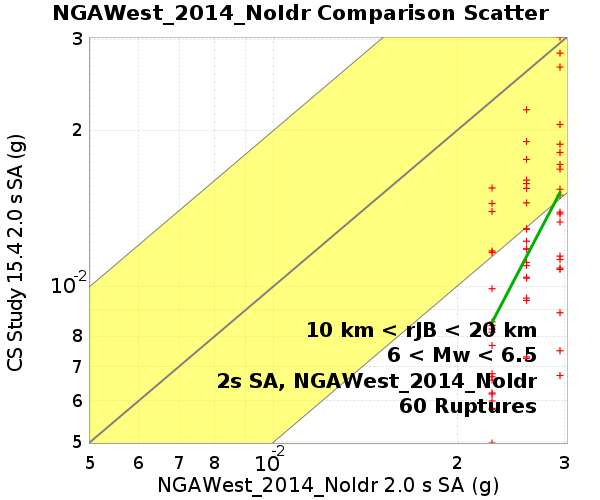 NGAWest_2014_NoIdr Comparison Scatter
CS Study 15.4 2.0 s SA (g)
3
2
10⁻²
8
7
6
5
10 km < rJB < 20 km
6 < Mw < 6.5
2s SA, NGAWest_2014_NoIdr
60 Ruptures
5 6 7 8 10⁻² 2 3
NGAWest_2014_NoIdr 2.0 s SA (g)